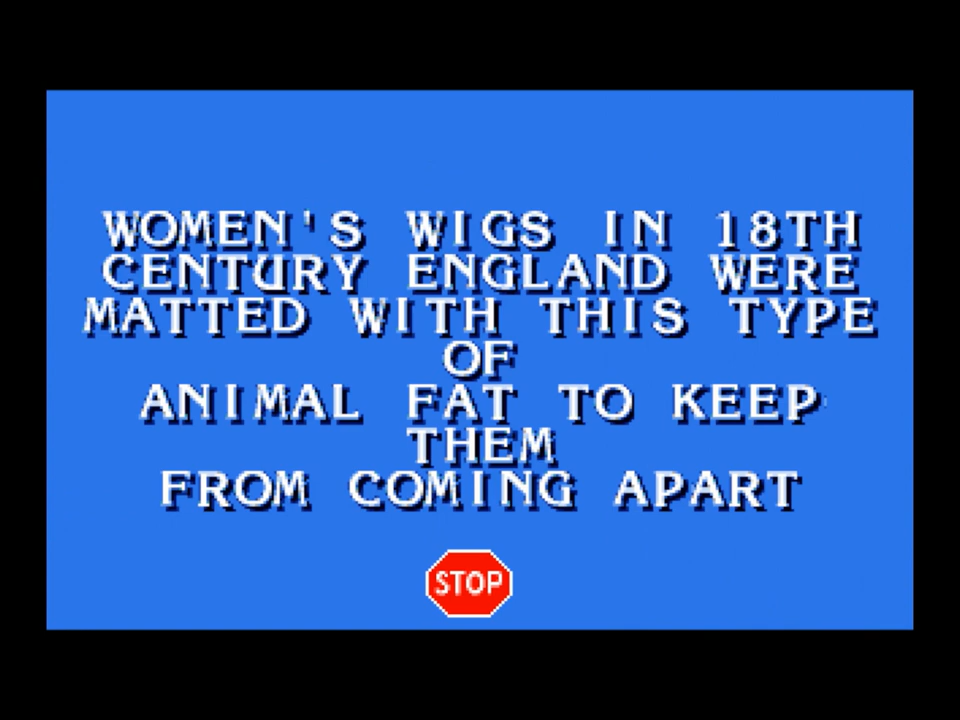 WOMEN'S WIGS IN 18TH
CENTURY ENGLAND WERE
MATTED WITH THIS TYPE
OF
ANIMAL FAT TO KEEP
THEM
FROM COMING APART
STOP